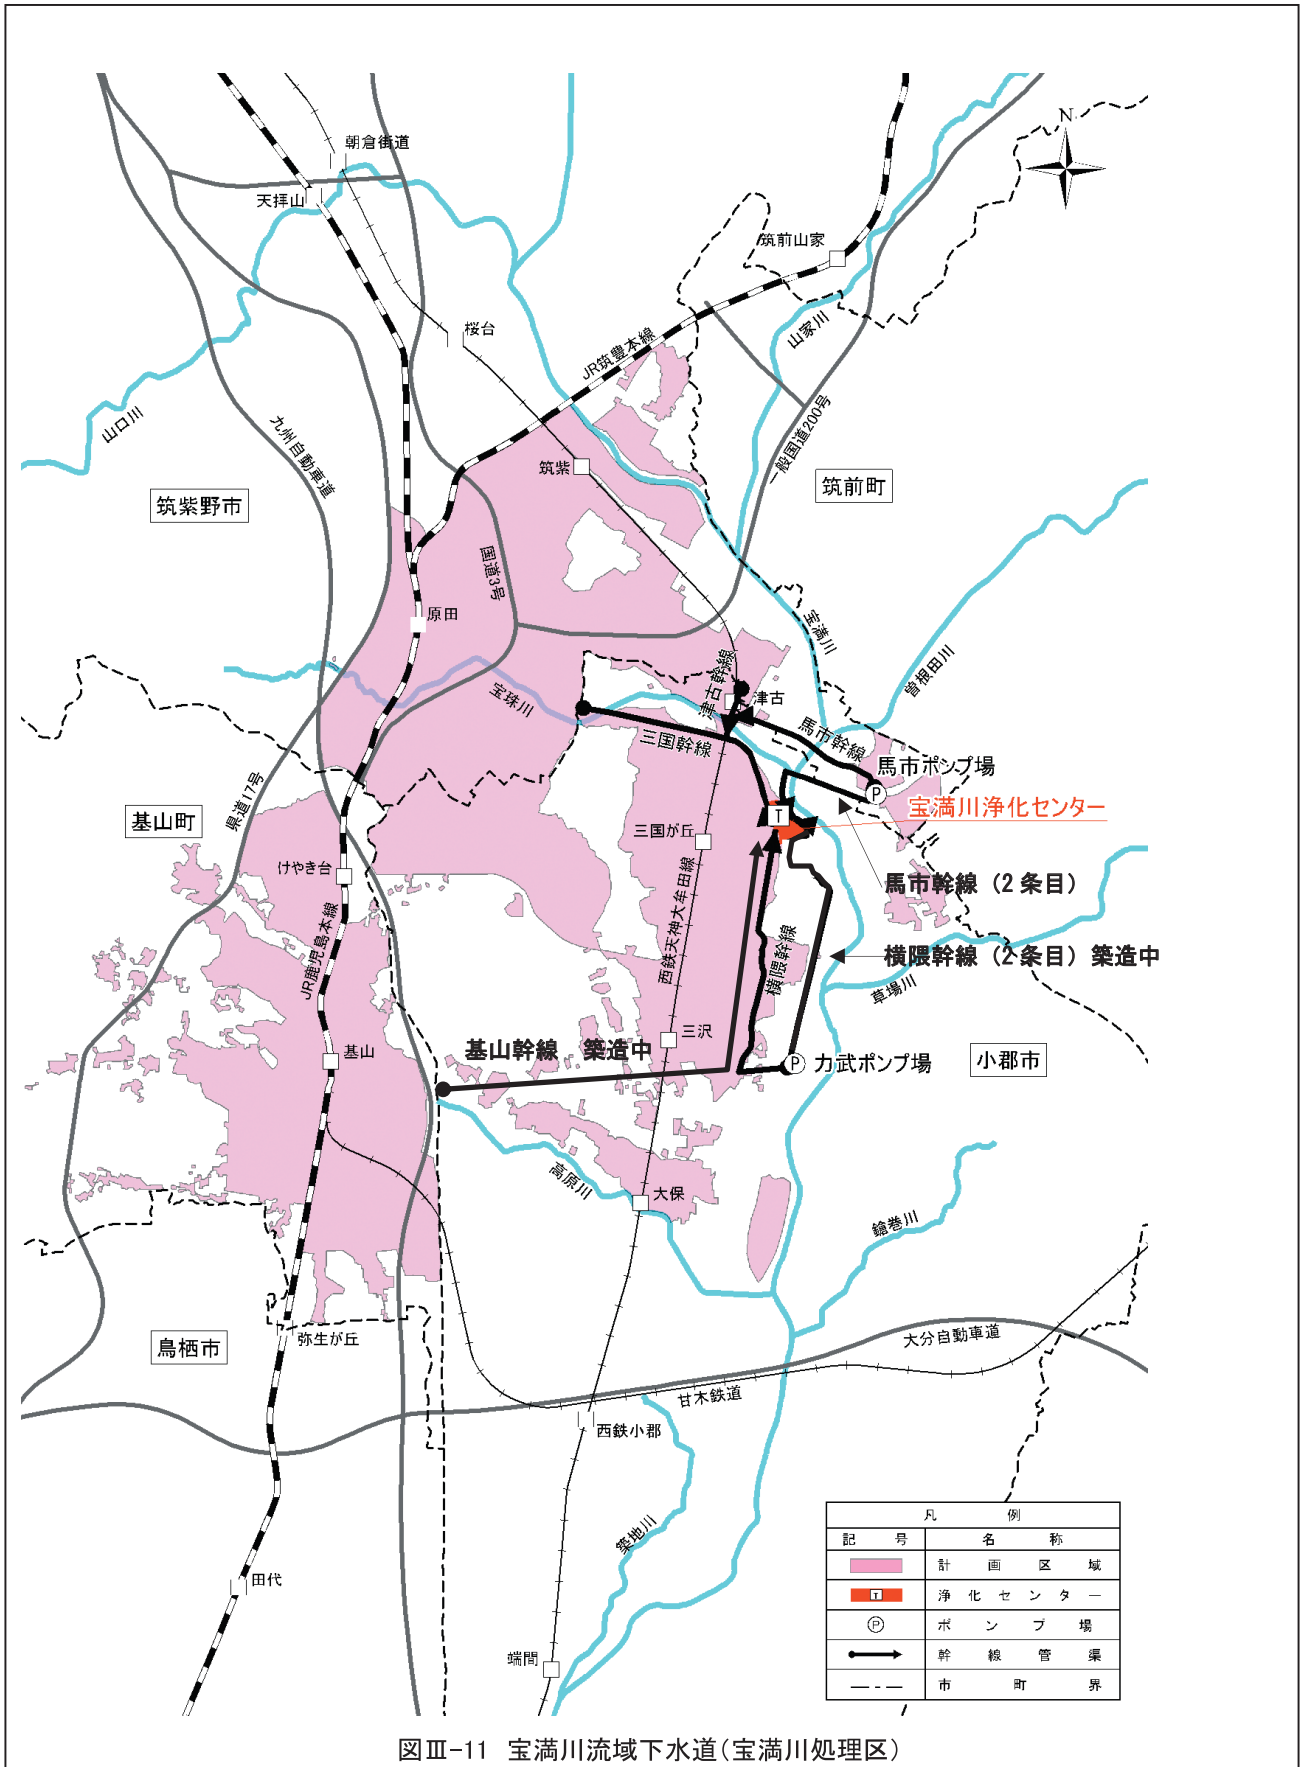 N
朝倉街道
天拝山
筑前山家
桜台
山家川
JR筑豊本線
山口川
九州自動車道
一般国道200号
筑紫
筑紫野市
筑前町
国道3号
原田
宝満川
曽根田川
津古幹線
津古
宝珠川
三国幹線
馬市幹線
馬市ポンプ場
P
宝満川浄化センター
T
県道17号
基山町
三国が丘
けやき台
馬市幹線（2条目）
JR鹿児島本線
西鉄天神大牟田線
横隈幹線
横隈幹線（2条目）築造中
草場川
三沢
基山
基山幹線　築造中
P
力武ポンプ場
小郡市
高原川
大保
鎗巻川
鳥栖市
弥生が丘
大分自動車道
甘木鉄道
西鉄小郡
築地川
田代
端間
凡　例
記　号　名　称
計画区域
T 浄化センター
P ポンプ場
幹線管渠
市町界
図Ⅲ-11 宝満川流域下水道（宝満川処理区）